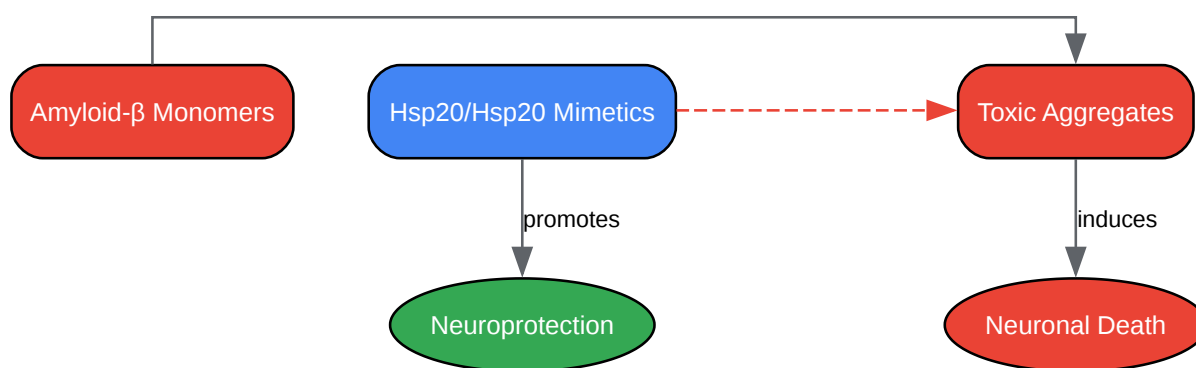 Amyloid-β Monomers
Hsp20/Hsp20 Mimetics
Toxic Aggregates
promotes
induces
Neuroprotection
Neuronal Death